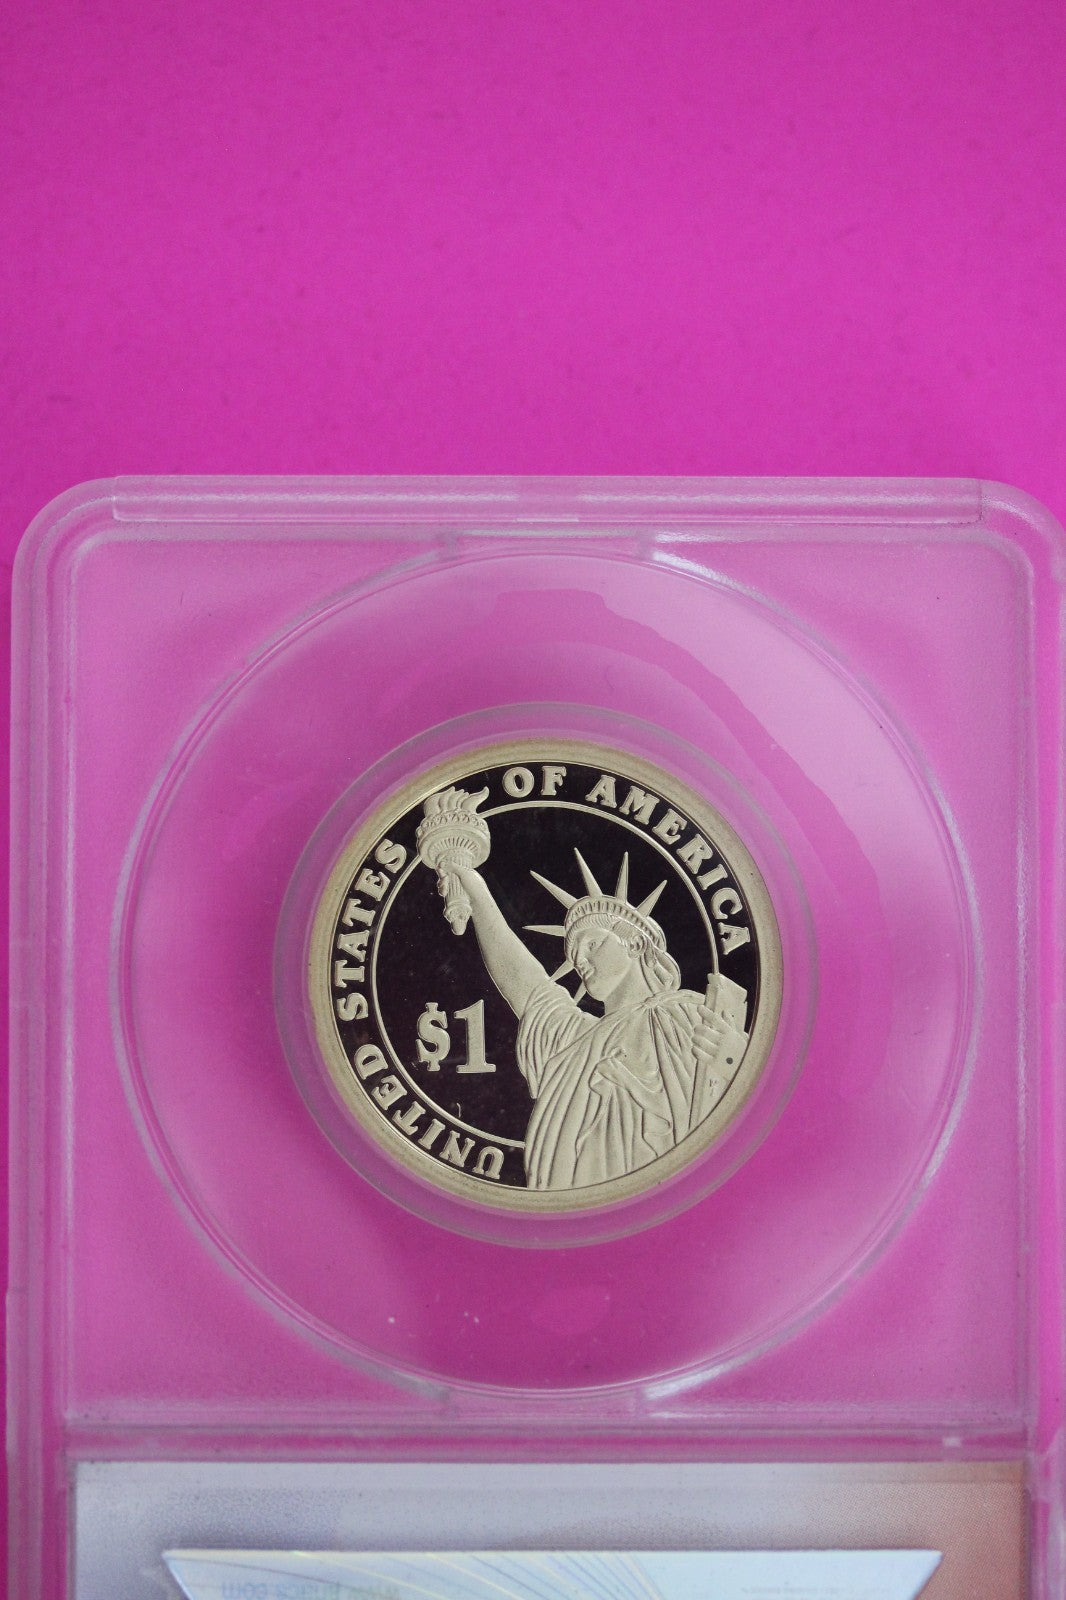 UNITED STATES OF AMERICA
$1